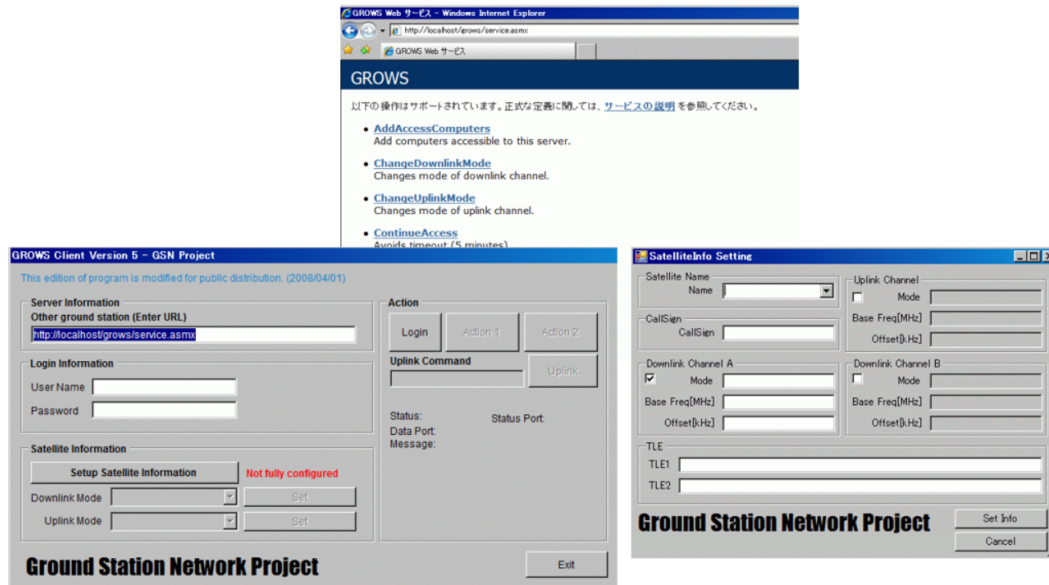 GROWS Web サービス - Windows Internet Explorer
http://localhost/grows/service.asmx
GROWS Web サービス
GROWS
以下の操作はサポートされています。正式な定義に関しては、サービスの説明 を参照してください。
AddAccessComputers
Add computers accessible to this server.
ChangeDownlinkMode
Changes mode of downlink channel.
ChangeUplinkMode
Changes mode of uplink channel.
ContinueAccess
Avoids timeout (5 minutes)
GROWS Client Version 5 - GSN Project
This edition of program is modified for public distribution. (2008/04/01)
Server Information
Other ground station (Enter URL)
http://localhost/grows/service.asmx
Login Information
User Name
Password
Satellite Information
Setup Satellite Information
Not fully configured
Downlink Mode
Set
Uplink Mode
Set
Action
Login
Action 1
Action 2
Uplink Command
Uplink
Status:
Status Port:
Data Port:
Message:
Ground Station Network Project
Exit
SatelliteInfo Setting
Satellite Name
Name
CallSign
CallSign
Uplink Channel
Mode
Base Freq[MHz]
Offset[kHz]
Downlink Channel A
Mode
Base Freq[MHz]
Offset[kHz]
Downlink Channel B
Mode
Base Freq[MHz]
Offset[kHz]
TLE
TLE1
TLE2
Ground Station Network Project
Set Info
Cancel